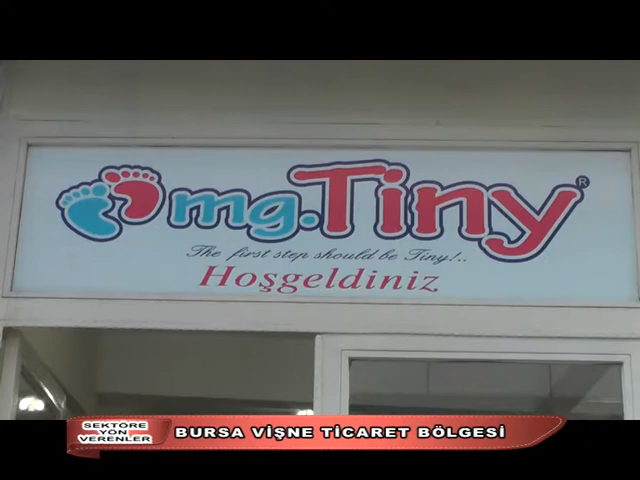 mg.Tiny®
The first step should be Tiny!..
Hoşgeldiniz
SEKTÖRE
YÖN
VERENLER
BURSA VİŞNE TİCARET BÖLGESİ